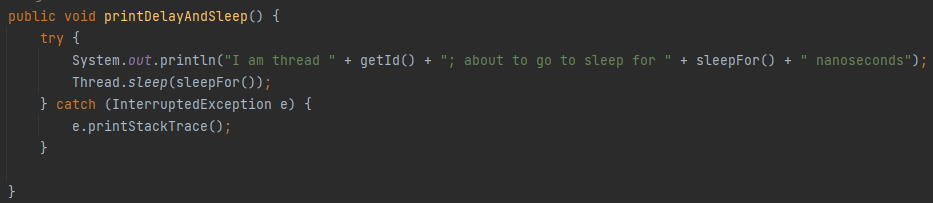 public void printDelayAndSleep() {
    try {
        System.out.println("I am thread " + getId() + "; about to go to sleep for " + sleepFor() + " nanoseconds");
        Thread.sleep(sleepFor());
    } catch (InterruptedException e) {
        e.printStackTrace();
    }
}